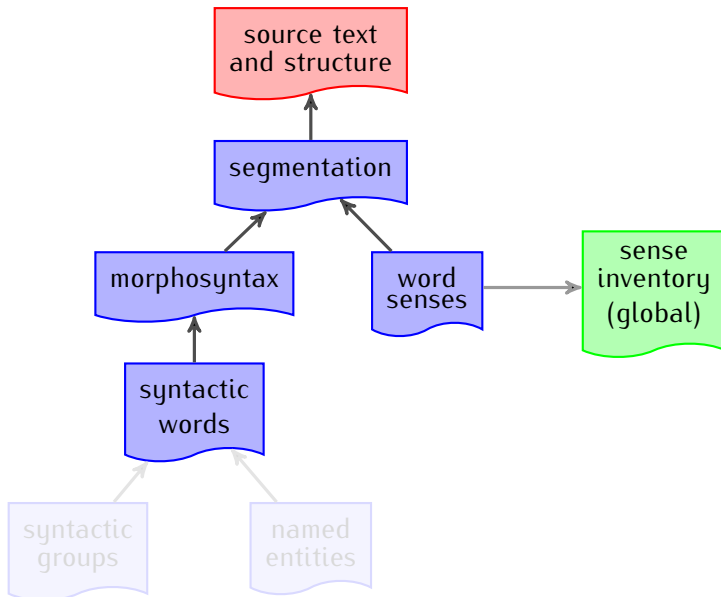 source text
and structure
segmentation
morphosyntax
word
senses
sense
inventory
(global)
syntactic
words
syntactic
groups
named
entities